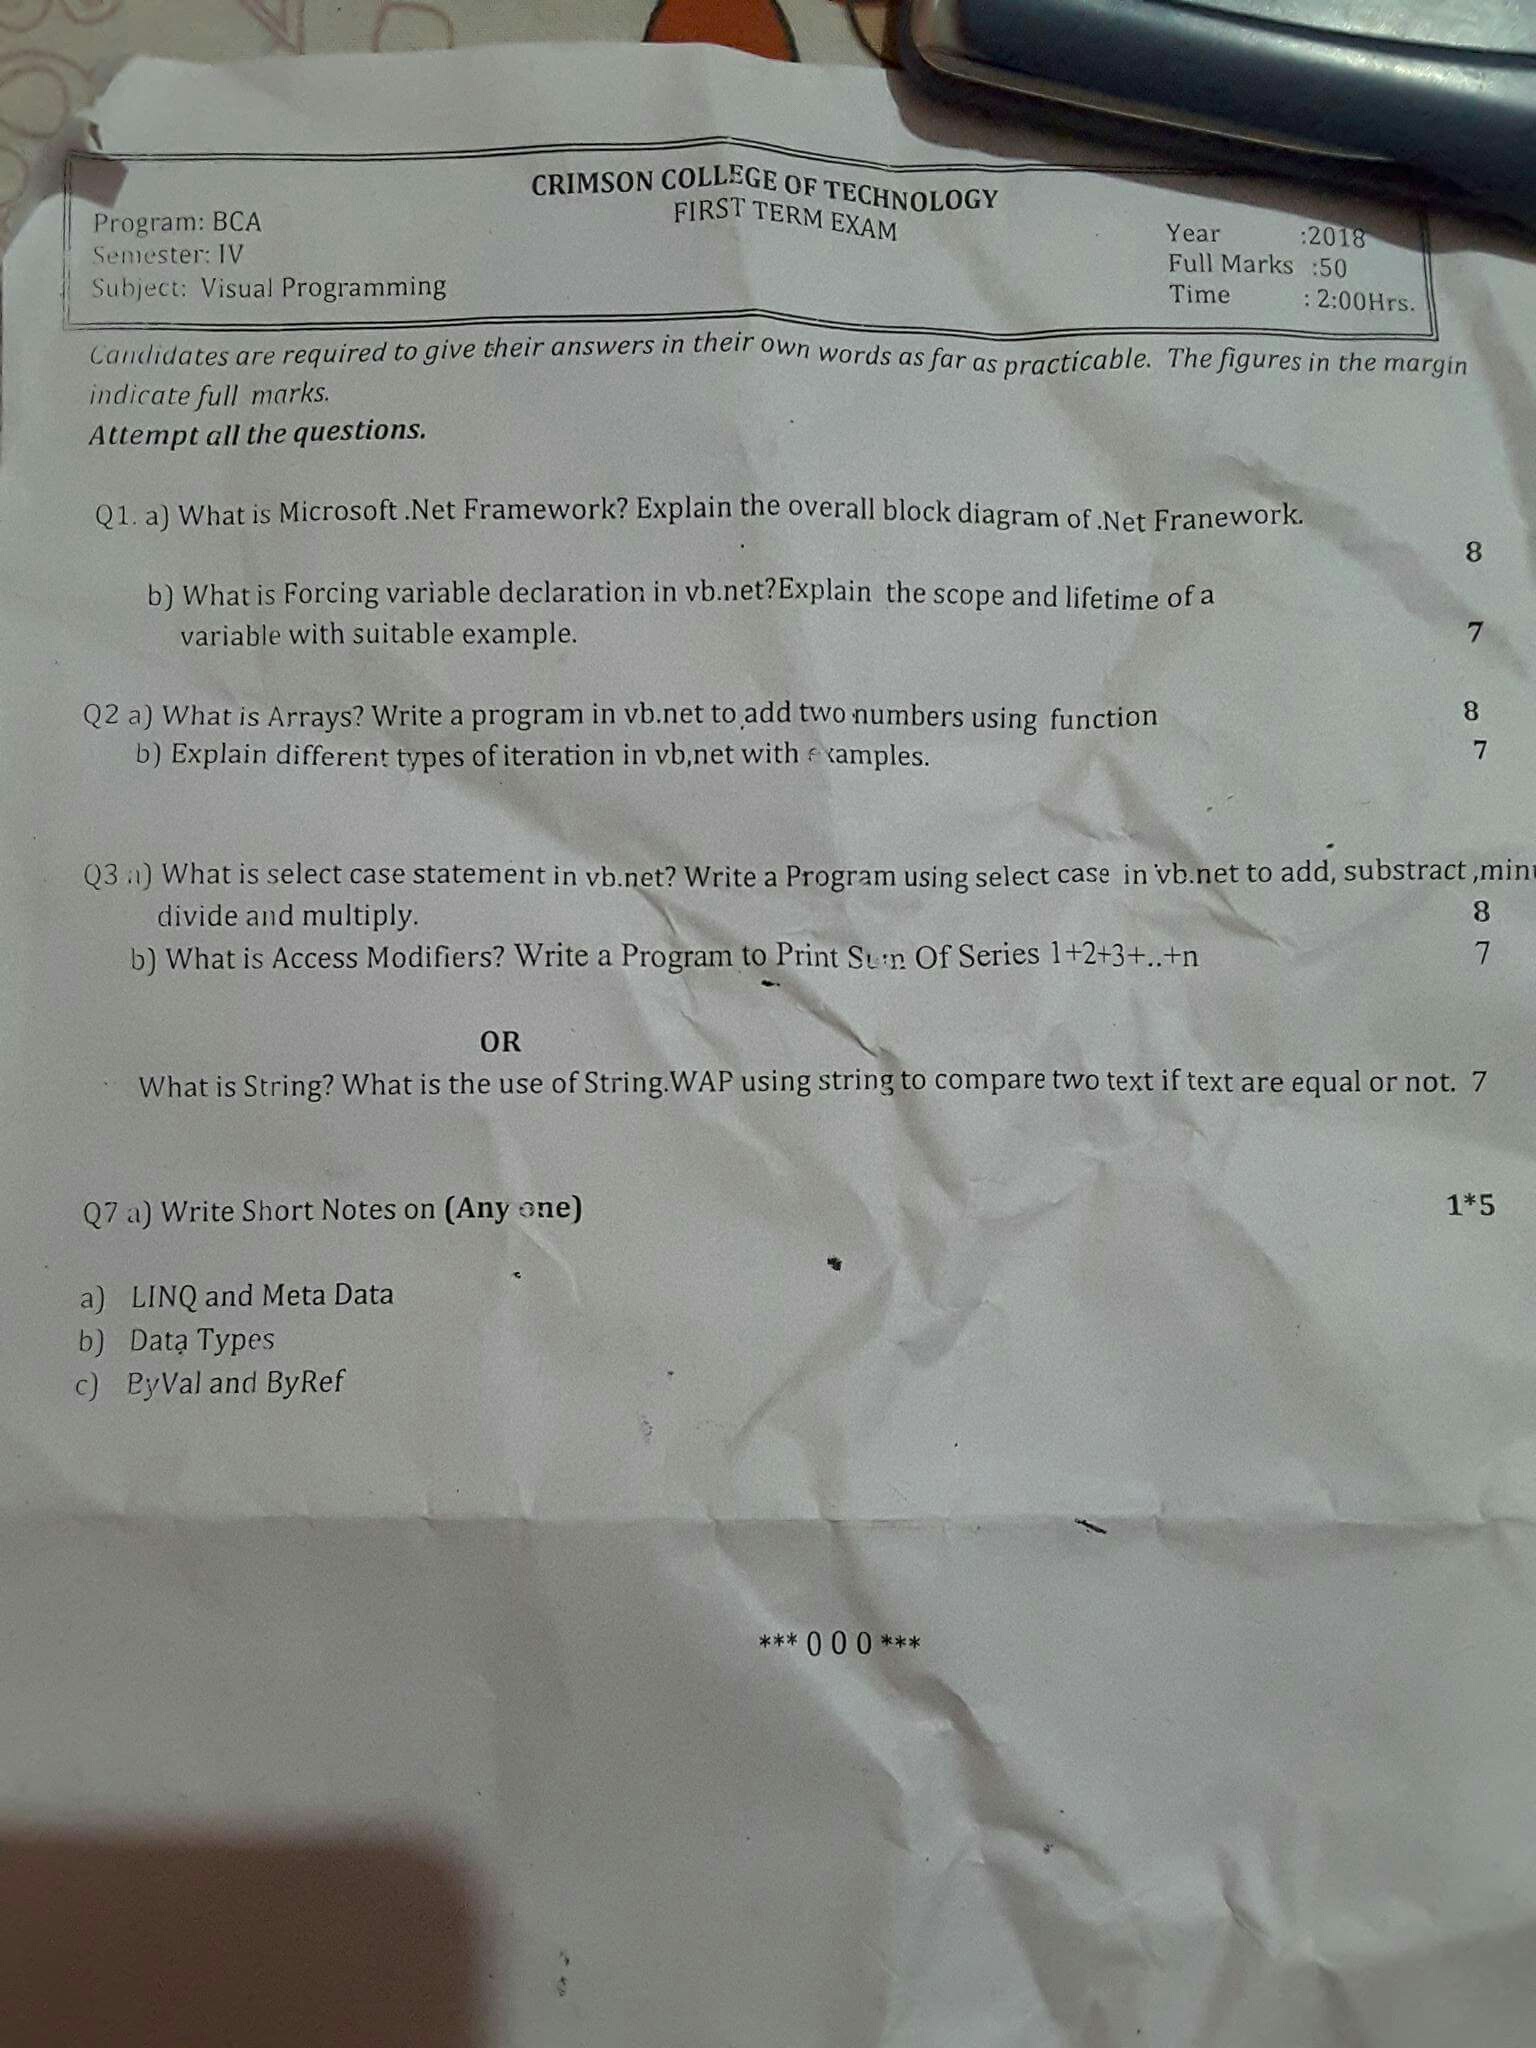 CRIMSON COLLEGE OF TECHNOLOGY
FIRST TERM EXAM
Program: BCA
Semester: IV
Subject: Visual Programming
Year :2018
Full Marks :50
Time : 2:00Hrs.
Candidates are required to give their answers in their own words as far as practicable. The figures in the margin
indicate full marks.
Attempt all the questions.
Q1. a) What is Microsoft .Net Framework? Explain the overall block diagram of .Net Franework.
8
b) What is Forcing variable declaration in vb.net?Explain the scope and lifetime of a
variable with suitable example. 7
Q2 a) What is Arrays? Write a program in vb.net to add two numbers using function 8
b) Explain different types of iteration in vb,net with examples. 7
Q3 a) What is select case statement in vb.net? Write a Program using select case in vb.net to add, substract ,
divide and multiply. 8
b) What is Access Modifiers? Write a Program to Print Sum Of Series 1+2+3+..+n 7
OR
What is String? What is the use of String.WAP using string to compare two text if text are equal or not. 7
Q7 a) Write Short Notes on (Any one) 1*5
a) LINQ and Meta Data
b) Data Types
c) ByVal and ByRef
*** 0 0 0 ***